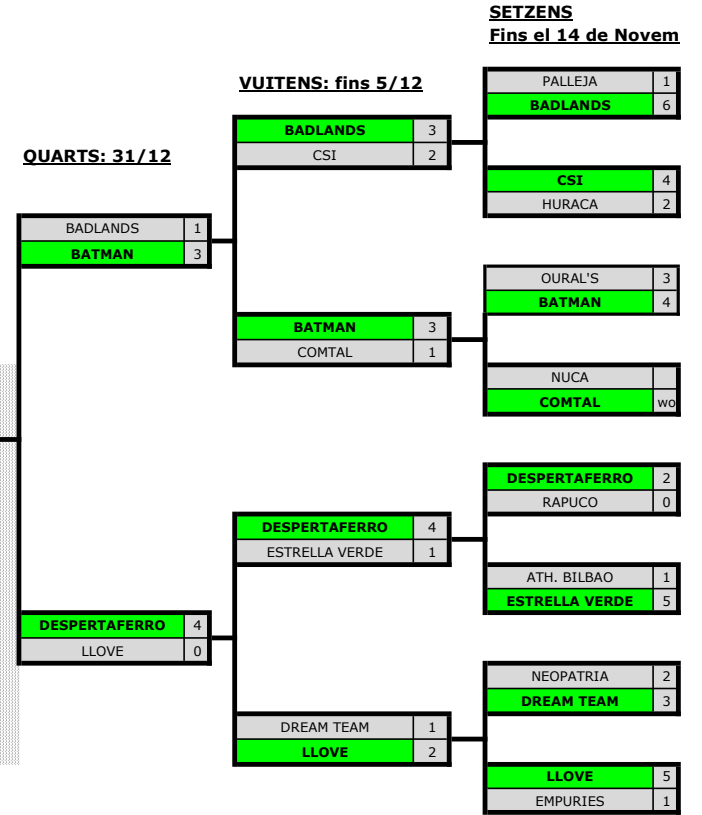 SETZENS
Fins el 14 de Novem
VUITENS: fins 5/12
QUARTS: 31/12
PALLEJA 1
BADLANDS 6
BADLANDS 3
CSI 2
CSI 4
HURACA 2
BADLANDS 1
BATMAN 3
OURAL'S 3
BATMAN 4
BATMAN 3
COMTAL 1
NUCA
COMTAL wo
DESPERTAFERRO 2
RAPUCO 0
DESPERTAFERRO 4
ESTRELLA VERDE 1
ATH. BILBAO 1
ESTRELLA VERDE 5
DESPERTAFERRO 4
LLOVE 0
NEOPATRIA 2
DREAM TEAM 3
DREAM TEAM 1
LLOVE 2
LLOVE 5
EMPURIES 1